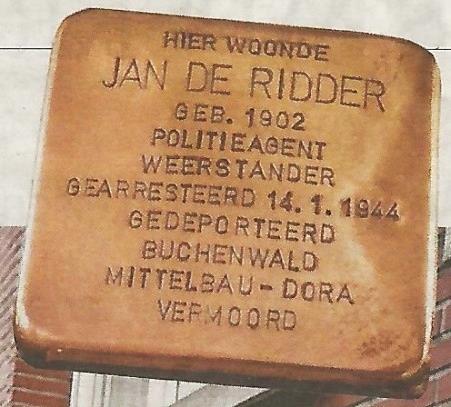 HIER WOONDE
JAN DE RIDDER
GEB. 1902
POLITIEAGENT
WEERSTANDER
GEARRESTEERD 14.1.1944
GEDEPORTEERD
BUCHENWALD
MITTELBAU-DORA
VERMOORD